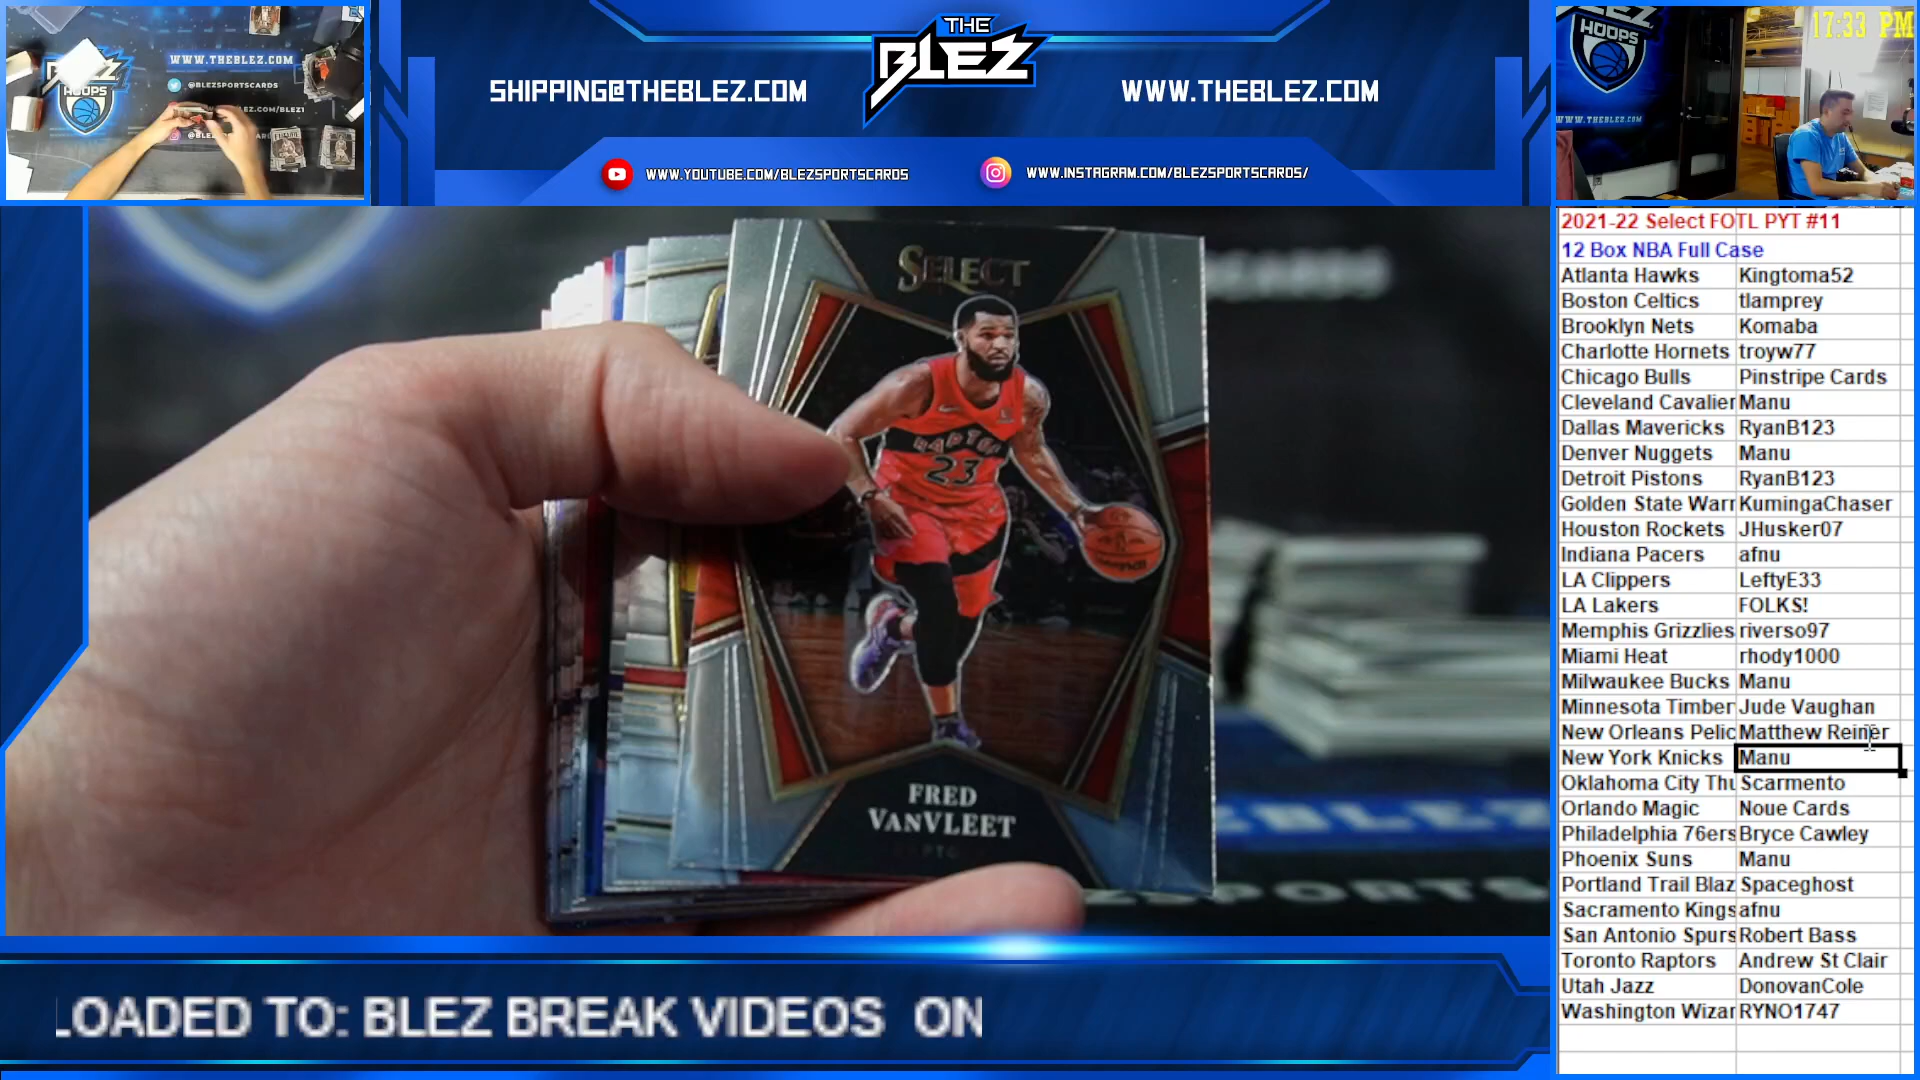 WWW.THEBLEZ.COM
@BLEZSPORTSCARDS
HOOPS
SHIPPING@THEBLEZ.COM
THE
BLEZ
WWW.THEBLEZ.COM
WWW.YOUTUBE.COM/BLEZSPORTSCARDS
WWW.INSTAGRAM.COM/BLEZSPORTSCARDS/
HOOPS
WWW.THEBLEZ.COM
17:33 PM
SELECT
RAPTORS
23
FRED
VANVLEET
LOADED TO: BLEZ BREAK VIDEOS ON
2021-22 Select FOTL PYT #11
12 Box NBA Full Case
Atlanta Hawks Kingtoma52
Boston Celtics tlamprey
Brooklyn Nets Komaba
Charlotte Hornets troyw77
Chicago Bulls Pinstripe Cards
Cleveland Cavalier Manu
Dallas Mavericks RyanB123
Denver Nuggets Manu
Detroit Pistons RyanB123
Golden State Warr KumingaChaser
Houston Rockets JHusker07
Indiana Pacers afnu
LA Clippers LeftyE33
LA Lakers FOLKS!
Memphis Grizzlies riverso97
Miami Heat rhody1000
Milwaukee Bucks Manu
Minnesota Timber Jude Vaughan
New Orleans Pelic Matthew Reiner
New York Knicks Manu
Oklahoma City Thu Scarmento
Orlando Magic Noue Cards
Philadelphia 76ers Bryce Cawley
Phoenix Suns Manu
Portland Trail Blaz Spaceghost
Sacramento Kings afnu
San Antonio Spurs Robert Bass
Toronto Raptors Andrew St Clair
Utah Jazz DonovanCole
Washington Wizar RYNO1747